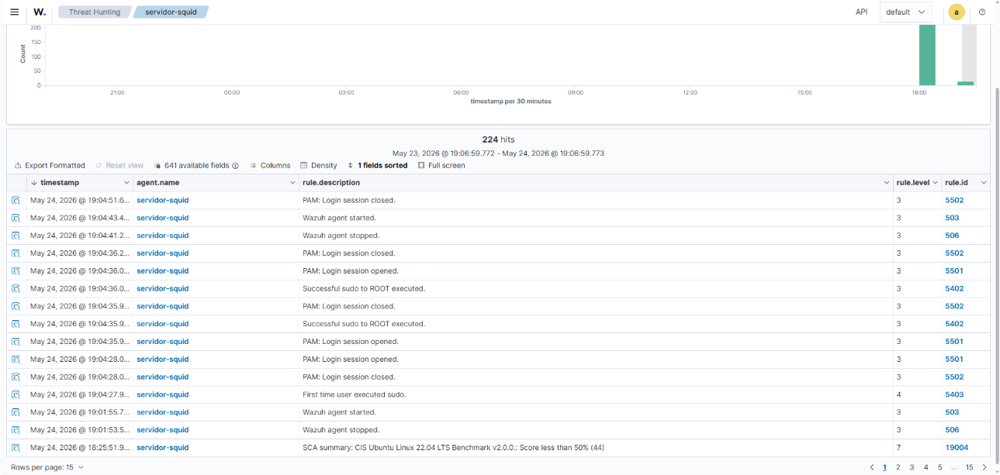 W. Threat Hunting servidor-squid API default a
200
150
100
50
0
Count
21:00 00:00 03:00 06:00 09:00 12:00 15:00 18:00
timestamp per 30 minutes
224 hits
May 23, 2026 @ 19:06:59.772 - May 24, 2026 @ 19:06:59.773
Export Formatted Reset view 641 available fields Columns Density 1 fields sorted Full screen
timestamp agent.name rule.description rule.level rule.id
May 24, 2026 @ 19:04:51.6... servidor-squid PAM: Login session closed. 3 5502
May 24, 2026 @ 19:04:43.4... servidor-squid Wazuh agent started. 3 503
May 24, 2026 @ 19:04:41.2... servidor-squid Wazuh agent stopped. 3 506
May 24, 2026 @ 19:04:36.2... servidor-squid PAM: Login session closed. 3 5502
May 24, 2026 @ 19:04:36.0... servidor-squid PAM: Login session opened. 3 5501
May 24, 2026 @ 19:04:36.0... servidor-squid Successful sudo to ROOT executed. 3 5402
May 24, 2026 @ 19:04:35.9... servidor-squid PAM: Login session closed. 3 5502
May 24, 2026 @ 19:04:35.9... servidor-squid Successful sudo to ROOT executed. 3 5402
May 24, 2026 @ 19:04:35.9... servidor-squid PAM: Login session opened. 3 5501
May 24, 2026 @ 19:04:28.0... servidor-squid PAM: Login session opened. 3 5501
May 24, 2026 @ 19:04:28.0... servidor-squid PAM: Login session closed. 3 5502
May 24, 2026 @ 19:04:27.9... servidor-squid First time user executed sudo. 4 5403
May 24, 2026 @ 19:01:55.7... servidor-squid Wazuh agent started. 3 503
May 24, 2026 @ 19:01:53.5... servidor-squid Wazuh agent stopped. 3 506
May 24, 2026 @ 18:25:51.9... servidor-squid SCA summary: CIS Ubuntu Linux 22.04 LTS Benchmark v2.0.0.: Score less than 50% (44) 7 19004
Rows per page: 15 1 2 3 4 5 ... 15